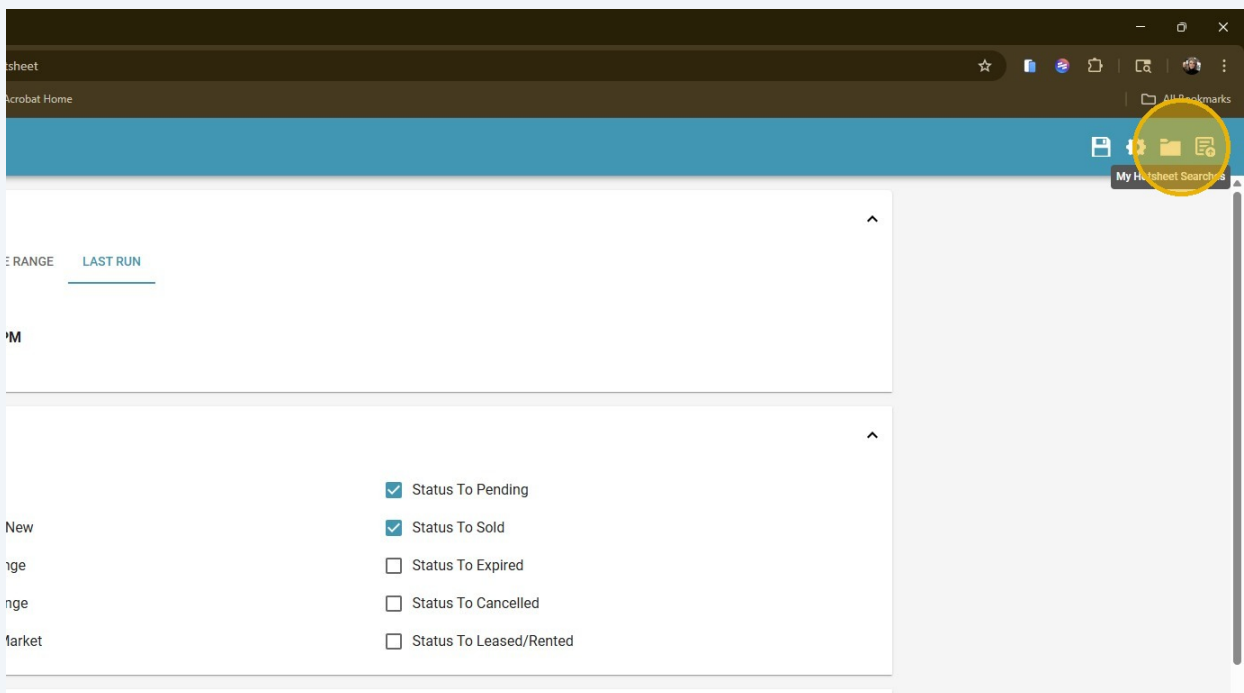 tsheet
Acrobat Home
All Bookmarks
My Hotsheet Searches
E RANGE LAST RUN
PM
Status To Pending
New Status To Sold
nge Status To Expired
nge Status To Cancelled
Market Status To Leased/Rented